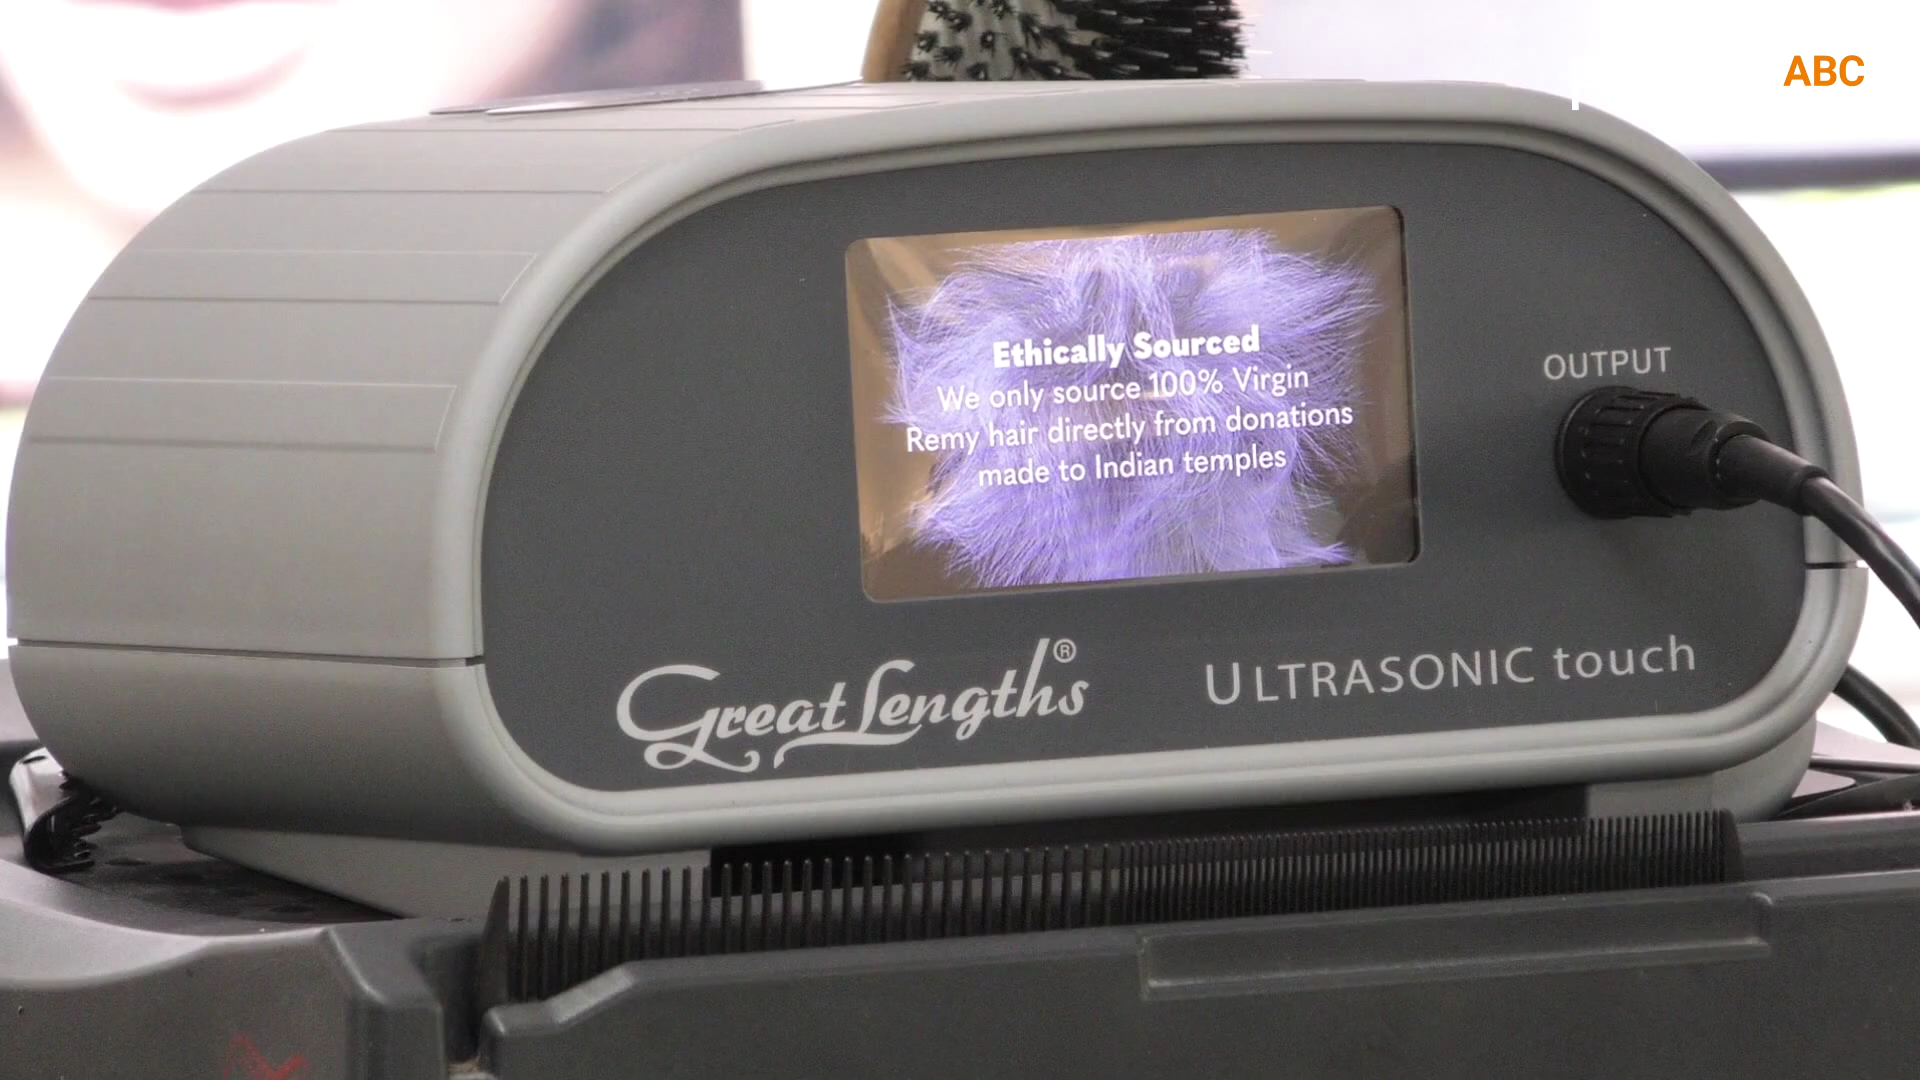 ABC
Ethically Sourced
We only source 100% Virgin
Remy hair directly from donations
made to Indian temples
OUTPUT
Great Lengths®
ULTRASONIC touch